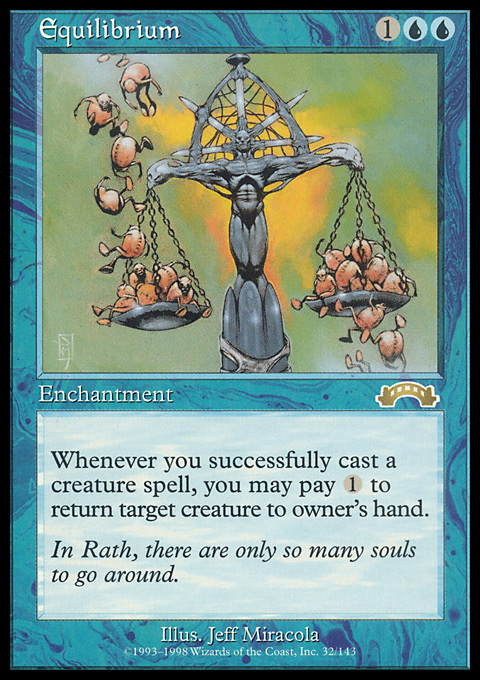 Equilibrium 1
Enchantment
Whenever you successfully cast a
creature spell, you may pay 1 to
return target creature to owner's hand.
In Rath, there are only so many souls
to go around.
Illus. Jeff Miracola
©1993–1998 Wizards of the Coast, Inc. 32/143